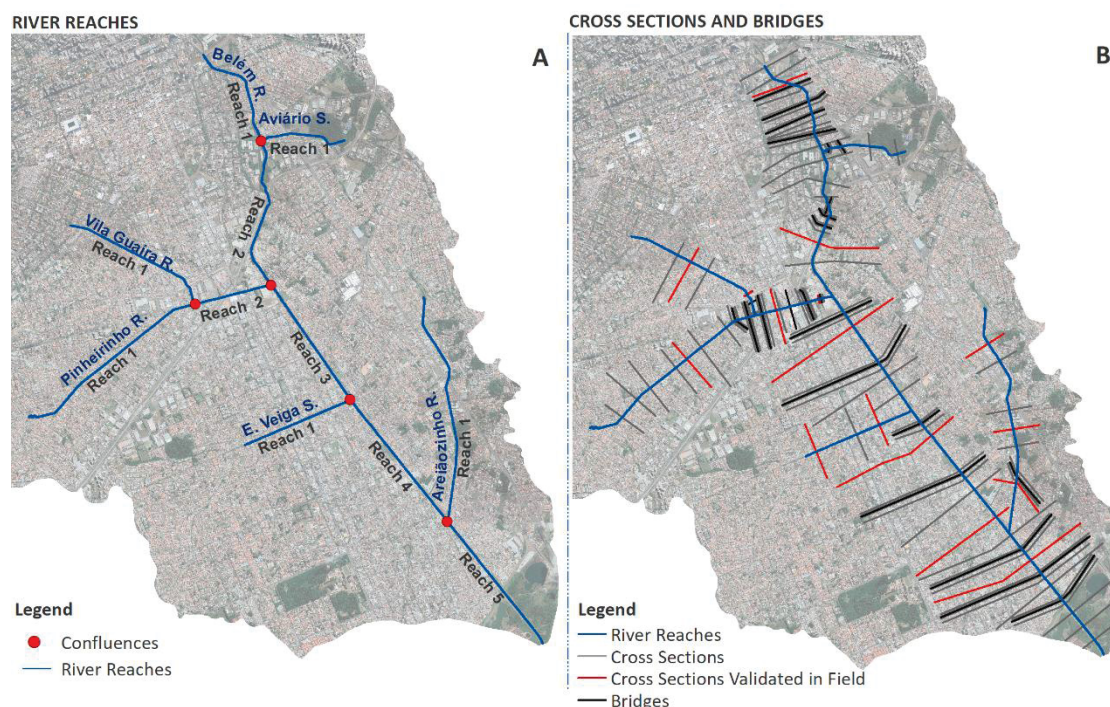 RIVER REACHES
A
Belém R.
Reach 1
Aviário S.
Reach 1
Reach 2
Vila Guaíra R.
Reach 1
Reach 2
Pinheirinho R.
Reach 1
Reach 3
E. Veiga S.
Reach 1
Areiãozinho R.
Reach 1
Reach 4
Reach 5
Legend
Confluences
River Reaches
CROSS SECTIONS AND BRIDGES
B
Legend
River Reaches
Cross Sections
Cross Sections Validated in Field
Bridges